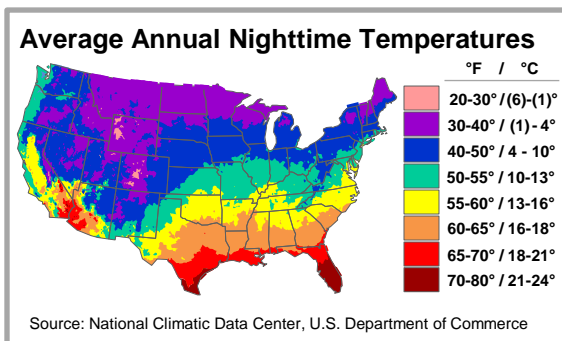 Average Annual Nighttime Temperatures
°F / °C
20-30° / (6)-(1)°
30-40° / (1) - 4°
40-50° / 4 - 10°
50-55° / 10-13°
55-60° / 13-16°
60-65° / 16-18°
65-70° / 18-21°
70-80° / 21-24°
Source: National Climatic Data Center, U.S. Department of Commerce